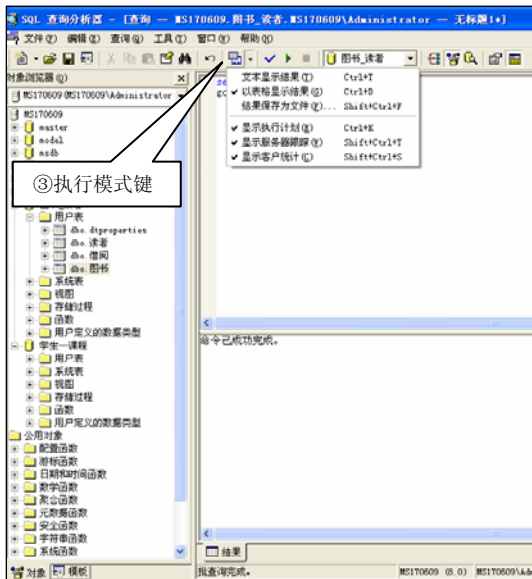 SQL 查询分析器 - [查询 — MS170609.图书_读者.MS170609\Administrator — 无标题1*]
文件(F) 编辑(E) 查询(Q) 工具(T) 窗口(W) 帮助(H)
图书_读者
对象浏览器(Q)
MS170609(MS170609\Administrator
MS170609
master
model
msdb
文本显示结果(T) Ctrl+T
以表格显示结果(G) Ctrl+D
结果保存为文件(F)... Shift+Ctrl+F
显示执行计划(X) Ctrl+K
显示服务器跟踪(Y) Shift+Ctrl+T
显示客户统计(C) Shift+Ctrl+S
③执行模式键
用户表
dbo.dtproperties
dbo.读者
dbo.借阅
dbo.图书
系统表
视图
存储过程
函数
用户定义的数据类型
学生—课程
用户表
系统表
视图
存储过程
函数
用户定义的数据类型
公用对象
配置函数
游标函数
日期和时间函数
数学函数
聚合函数
元数据函数
安全函数
字符串函数
系统函数
对象 模板
命令已成功完成。
结果
批查询完成。 MS170609 (8.0) MS170609\Adm